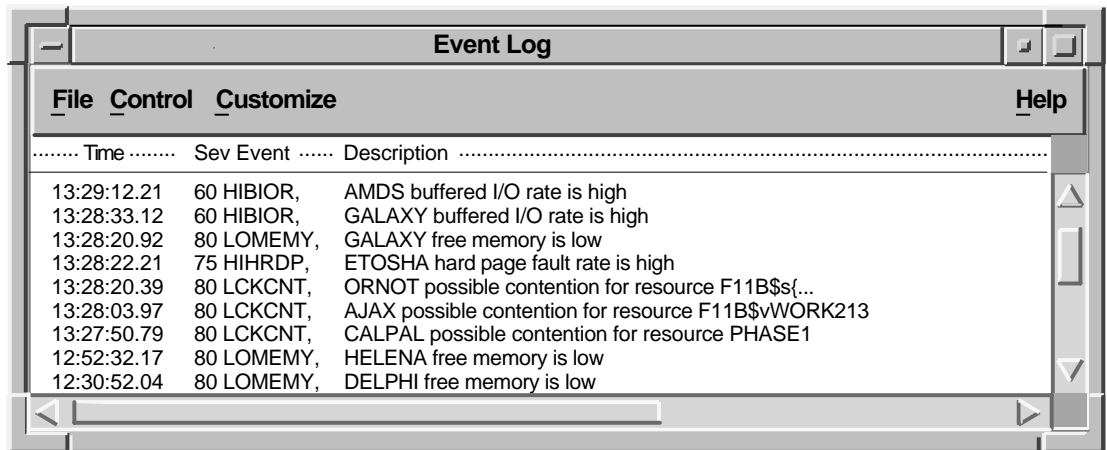 Event Log
File Control Customize Help
........ Time ........ Sev Event ...... Description ....................................................................................................
13:29:12.21 60 HIBIOR, AMDS buffered I/O rate is high
13:28:33.12 60 HIBIOR, GALAXY buffered I/O rate is high
13:28:20.92 80 LOMEMY, GALAXY free memory is low
13:28:22.21 75 HIHRDP, ETOSHA hard page fault rate is high
13:28:20.39 80 LCKCNT, ORNOT possible contention for resource F11B$s{...
13:28:03.97 80 LCKCNT, AJAX possible contention for resource F11B$vWORK213
13:27:50.79 80 LCKCNT, CALPAL possible contention for resource PHASE1
12:52:32.17 80 LOMEMY, HELENA free memory is low
12:30:52.04 80 LOMEMY, DELPHI free memory is low